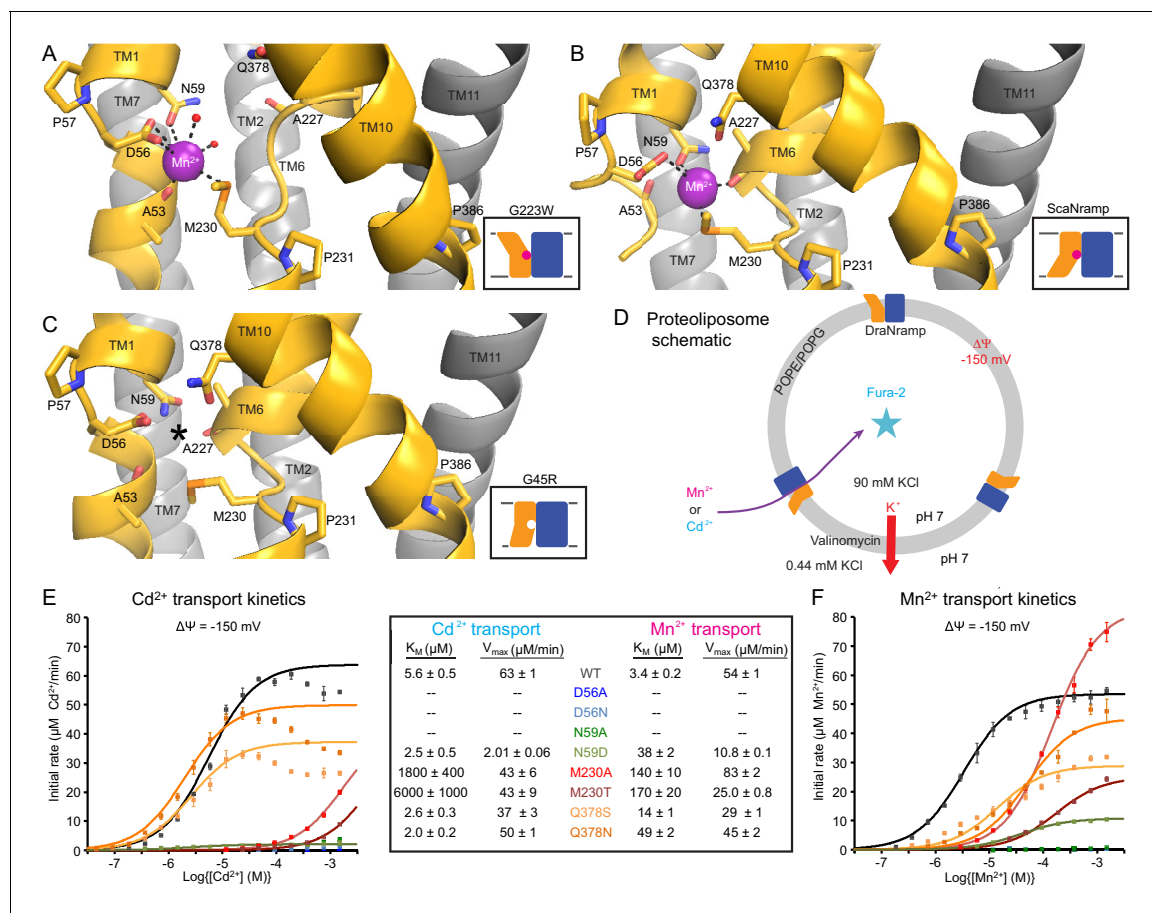 A
TM1
Q378
N59
TM7
P57
TM2
A227
TM10
TM11
D56
Mn²⁺
TM6
A53
M230
P386
G223W
P231
B
TM10
TM1
Q378
TM11
A227
P57
N59
D56
TM6
Mn²⁺
A53
TM2
P386
ScaNramp
M230
TM7
P231
C
TM10
TM1
Q378
TM11
P57
N59
TM6
D56
*
A227
TM2
P386
A53
G45R
TM7
M230
P231
D Proteoliposome
schematic
DraNramp
POPE/POPG
ΔΨ
-150 mV
Fura-2
Mn²⁺
or
Cd²⁺
90 mM KCl
K⁺
pH 7
Valinomycin
0.44 mM KCl
pH 7
E Cd²⁺ transport kinetics
ΔΨ = -150 mV
Initial rate (µM Cd²⁺/min)
80
70
60
50
40
30
20
10
0
-7 -6 -5 -4 -3
Log{[Cd²⁺] (M)}
Cd²⁺ transport Mn²⁺ transport
K_M (µM) V_max (µM/min) K_M (µM) V_max (µM/min)
5.6 ± 0.5 63 ± 1 WT 3.4 ± 0.2 54 ± 1
-- -- D56A -- --
-- -- D56N -- --
-- -- N59A -- --
2.5 ± 0.5 2.01 ± 0.06 N59D 38 ± 2 10.8 ± 0.1
1800 ± 400 43 ± 6 M230A 140 ± 10 83 ± 2
6000 ± 1000 43 ± 9 M230T 170 ± 20 25.0 ± 0.8
2.6 ± 0.3 37 ± 3 Q378S 14 ± 1 29 ± 1
2.0 ± 0.2 50 ± 1 Q378N 49 ± 2 45 ± 2
F
Mn²⁺ transport kinetics
ΔΨ = -150 mV
Initial rate (µM Mn²⁺/min)
80
70
60
50
40
30
20
10
0
-7 -6 -5 -4 -3
Log{[Mn²⁺] (M)}